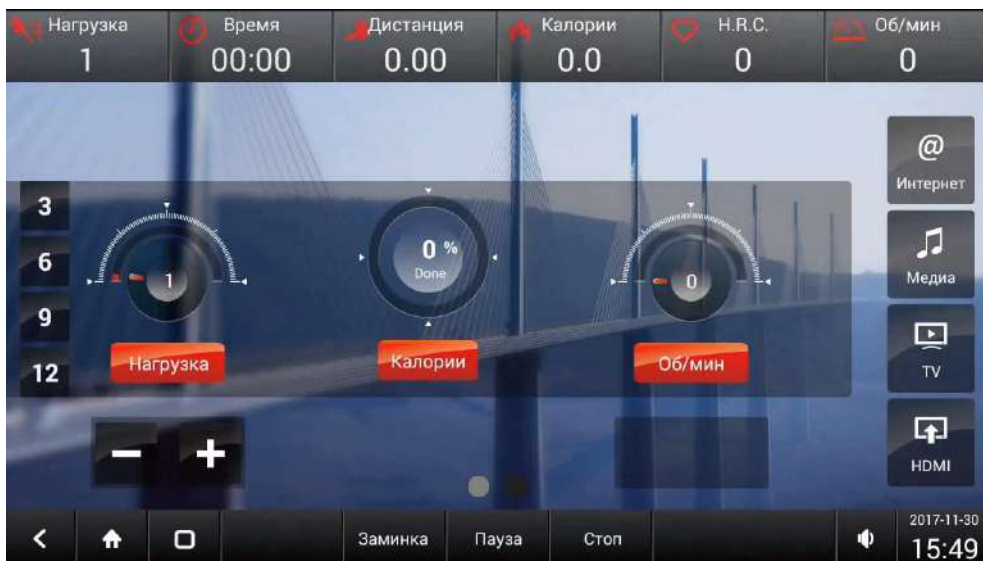 Нагрузка
1
Время
00:00
Дистанция
0.00
Калории
0.0
H.R.C.
0
Об/мин
0
@
Интернет
3
6
9
12
1
0 %
Done
0
Нагрузка
Калории
Об/мин
Медиа
TV
HDMI
Заминка
Пауза
Стоп
2017-11-30
15:49